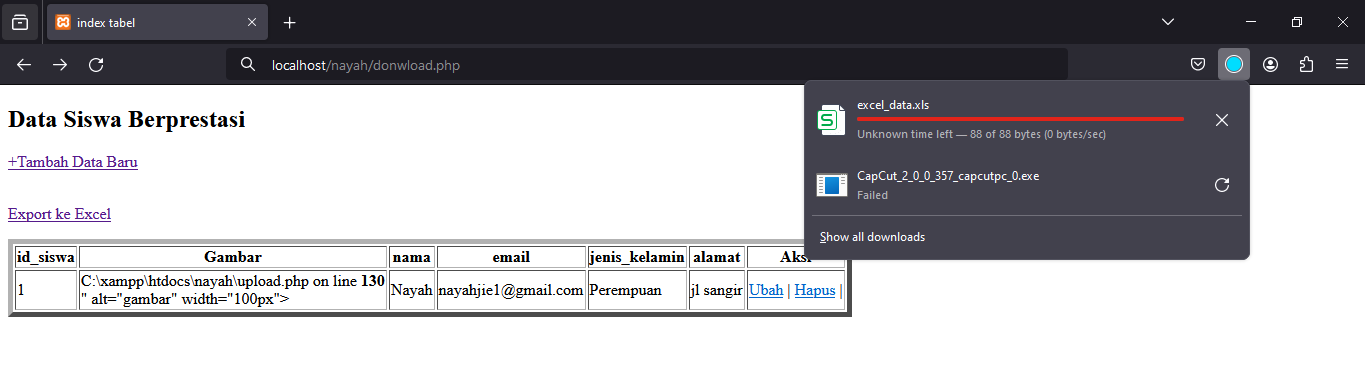 index tabel
localhost/nayah/donwload.php
excel_data.xls
Unknown time left — 88 of 88 bytes (0 bytes/sec)
CapCut_2_0_0_357_capcutpc_0.exe
Failed
Show all downloads
Data Siswa Berprestasi
+Tambah Data Baru
Export ke Excel
id_siswa Gambar nama email jenis_kelamin alamat Aksi
1 C:\xampp\htdocs\nayah\upload.php on line 130 Nayah nayahjie1@gmail.com Perempuan jl sangir Ubah | Hapus |
" alt="gambar" width="100px">